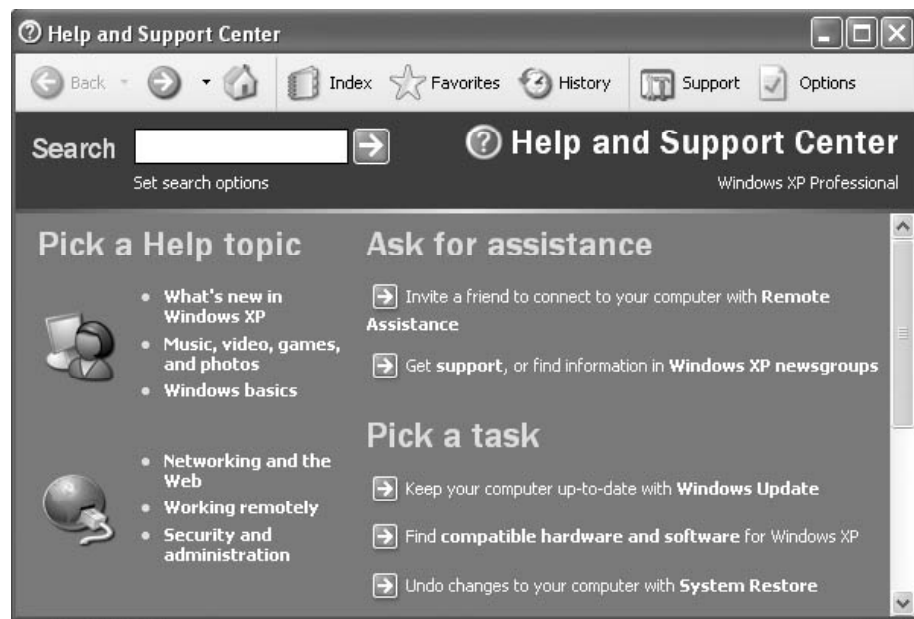 Help and Support Center
Back
Index
Favorites
History
Support
Options
Search
Set search options
Help and Support Center
Windows XP Professional
Pick a Help topic
What's new in
Windows XP
Music, video, games,
and photos
Windows basics
Networking and the
Web
Working remotely
Security and
administration
Ask for assistance
Invite a friend to connect to your computer with Remote
Assistance
Get support, or find information in Windows XP newsgroups
Pick a task
Keep your computer up-to-date with Windows Update
Find compatible hardware and software for Windows XP
Undo changes to your computer with System Restore